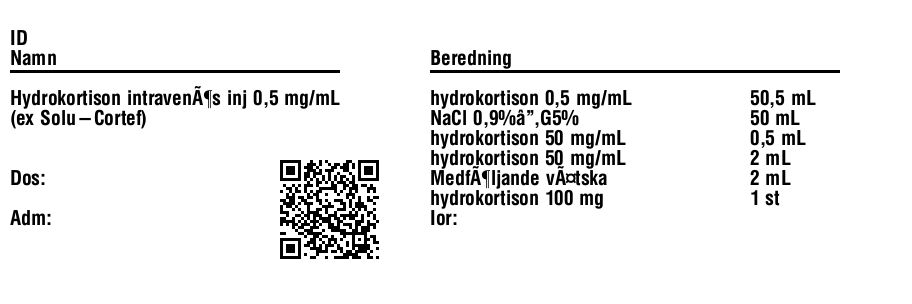 ID
Namn
Hydrokortison intravenÃ¶s inj 0,5 mg/mL
(ex Solu–Cortef)
Dos:
Adm:
Beredning
hydrokortison 0,5 mg/mL 50,5 mL
NaCl 0,9%â”‚G5% 50 mL
hydrokortison 50 mg/mL 0,5 mL
hydrokortison 50 mg/mL 2 mL
MedfÃ¶ljande vÃ¤tska 2 mL
hydrokortison 100 mg 1 st
lor: